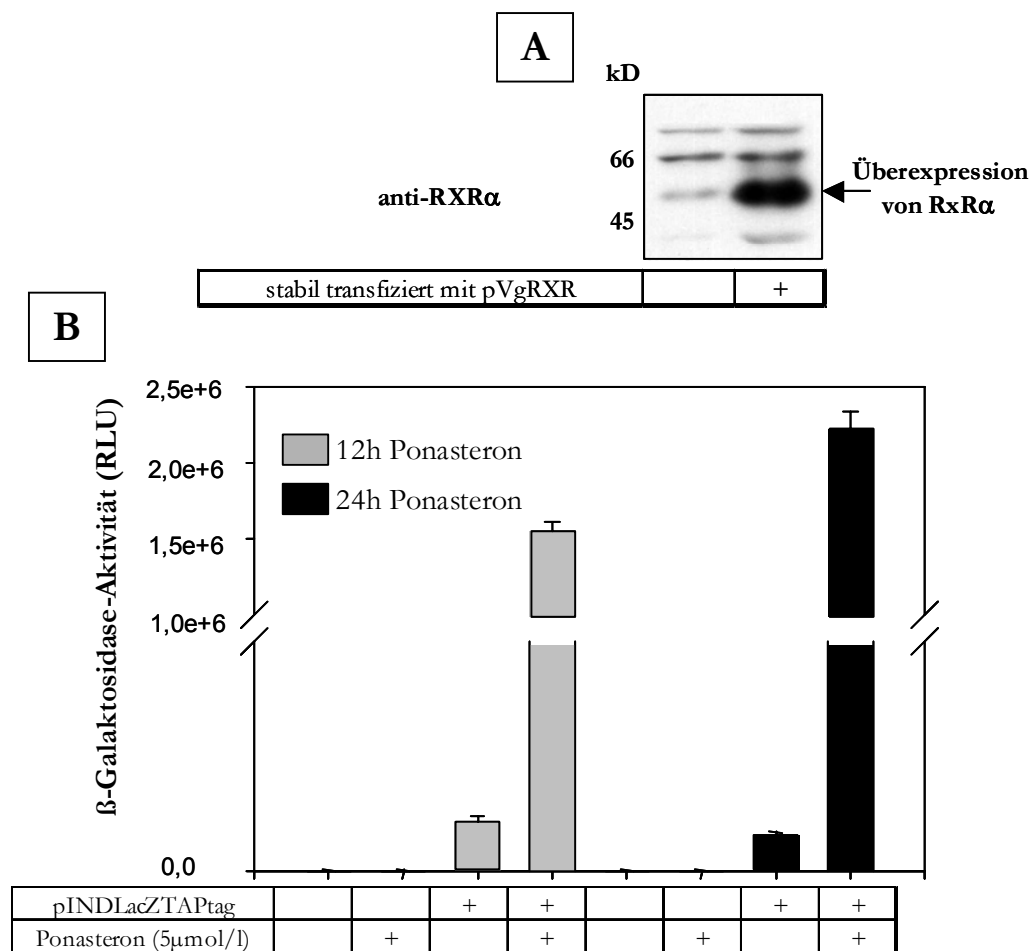 A
kD
66
anti-RXRα
45
Überexpression
von RxRα
stabil transfiziert mit pVgRXR +
B
ß-Galaktosidase-Aktivität (RLU)
2,5e+6
2,0e+6
1,5e+6
1,0e+6
0,0
12h Ponasteron
24h Ponasteron
pINDLacZTAPtag + + + +
Ponasteron (5µmol/l) + + + +